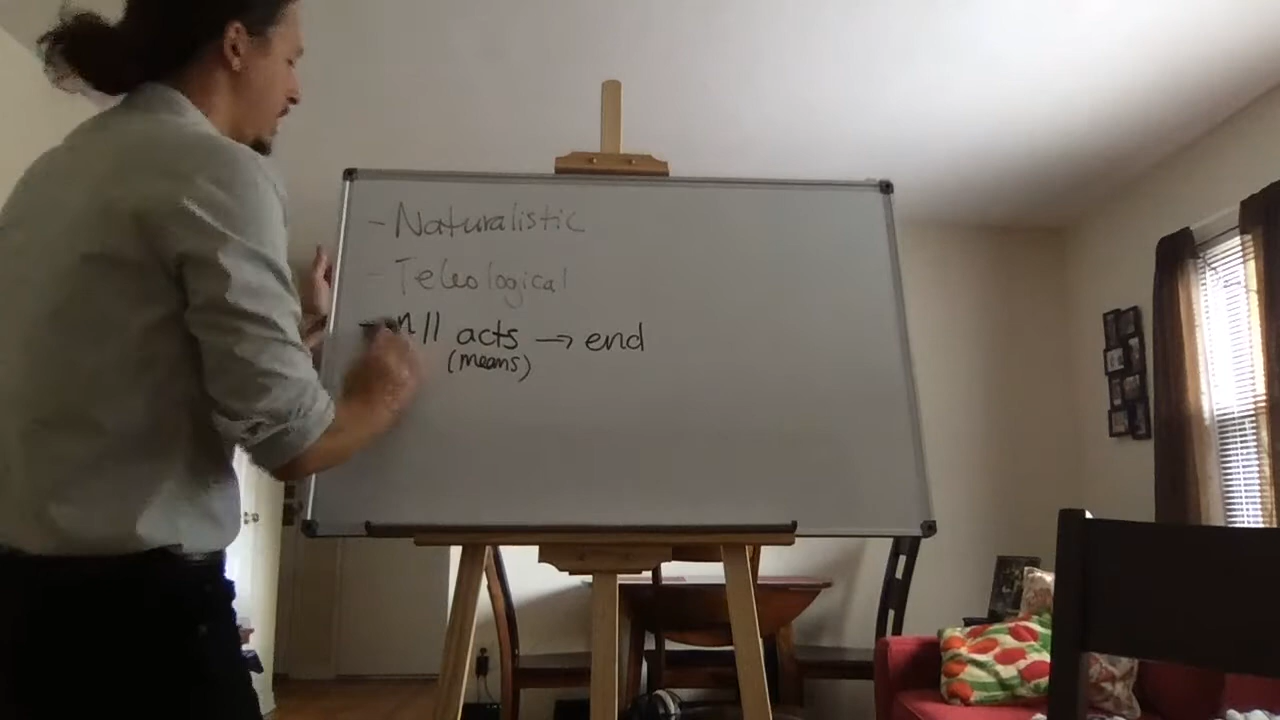 - Naturalistic
- Teleological
- All acts → end
(means)